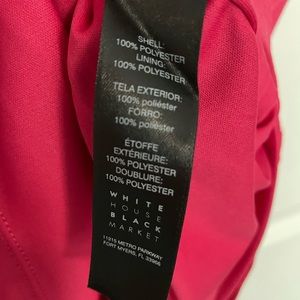 SHELL:
100% POLYESTER
LINING:
100% POLYESTER
TELA EXTERIOR:
100% poliéster
FORRO:
100% poliéster
ÉTOFFE
EXTÉRIEURE:
100% POLYESTER
DOUBLURE:
100% POLYESTER
WHITE
HOUSE
BLACK
MARKET
11215 METRO PARKWAY
FORT MYERS,
FL 33966